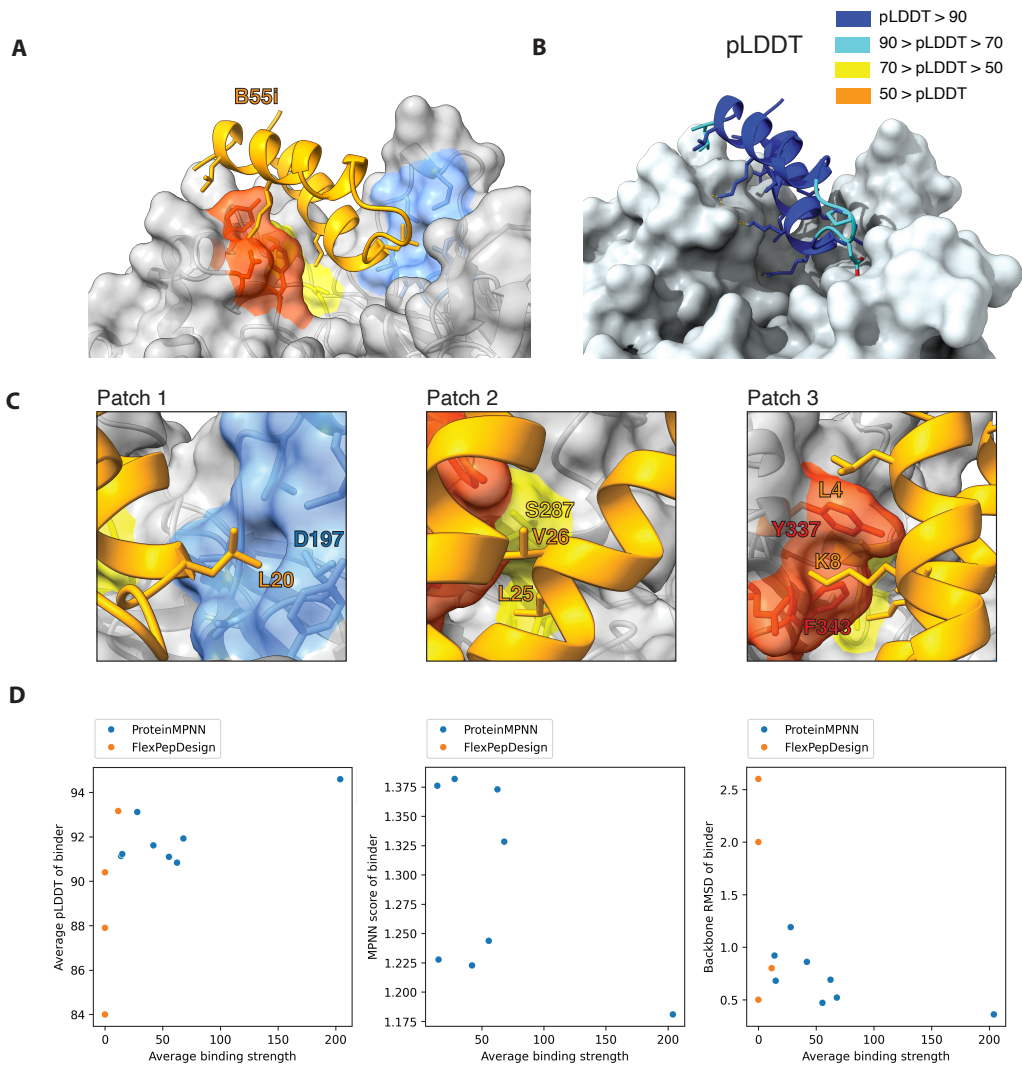 A
B55i
B
pLDDT
pLDDT > 90
90 > pLDDT > 70
70 > pLDDT > 50
50 > pLDDT
C
Patch 1
D197
L20
Patch 2
S287
V26
L25
Patch 3
L4
Y337
K8
F343
D
ProteinMPNN
FlexPepDesign
Average pLDDT of binder
94
92
90
88
86
84
0 50 100 150 200
Average binding strength
ProteinMPNN
FlexPepDesign
MPNN score of binder
1.375
1.350
1.325
1.300
1.275
1.250
1.225
1.200
1.175
50 100 150 200
Average binding strength
ProteinMPNN
FlexPepDesign
Backbone RMSD of binder
2.5
2.0
1.5
1.0
0.5
0 50 100 150 200
Average binding strength